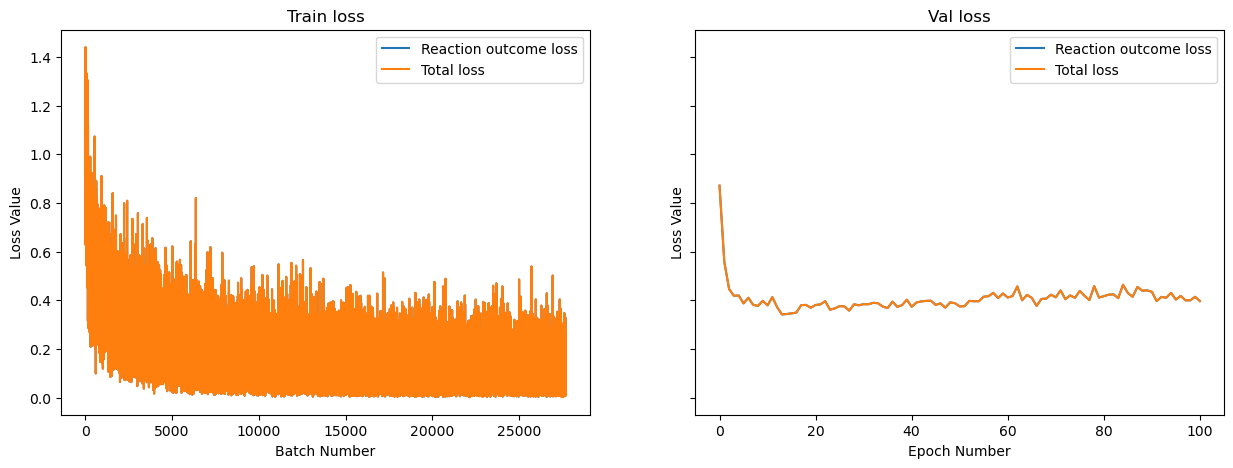 Train loss
Reaction outcome loss
Total loss
1.4
1.2
1.0
0.8
0.6
0.4
0.2
0.0
Loss Value
0
5000
10000
15000
20000
25000
Batch Number
Val loss
Reaction outcome loss
Total loss
Loss Value
0
20
40
60
80
100
Epoch Number